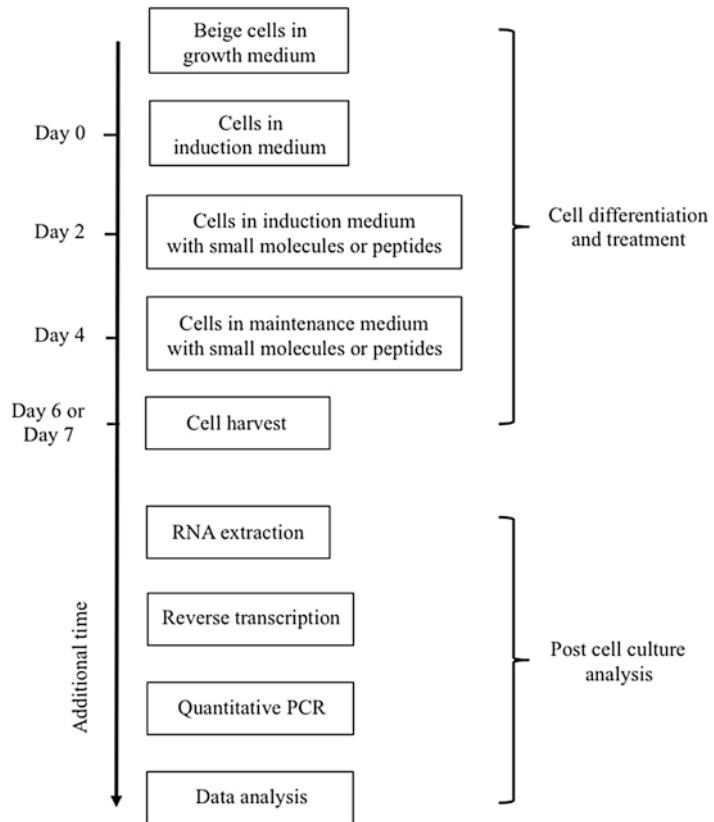 Beige cells in
growth medium
Day 0
Cells in
induction medium
Day 2
Cells in induction medium
with small molecules or peptides
Cell differentiation
and treatment
Day 4
Cells in maintenance medium
with small molecules or peptides
Day 6 or
Day 7
Cell harvest
RNA extraction
Reverse transcription
Additional time
Post cell culture
analysis
Quantitative PCR
Data analysis